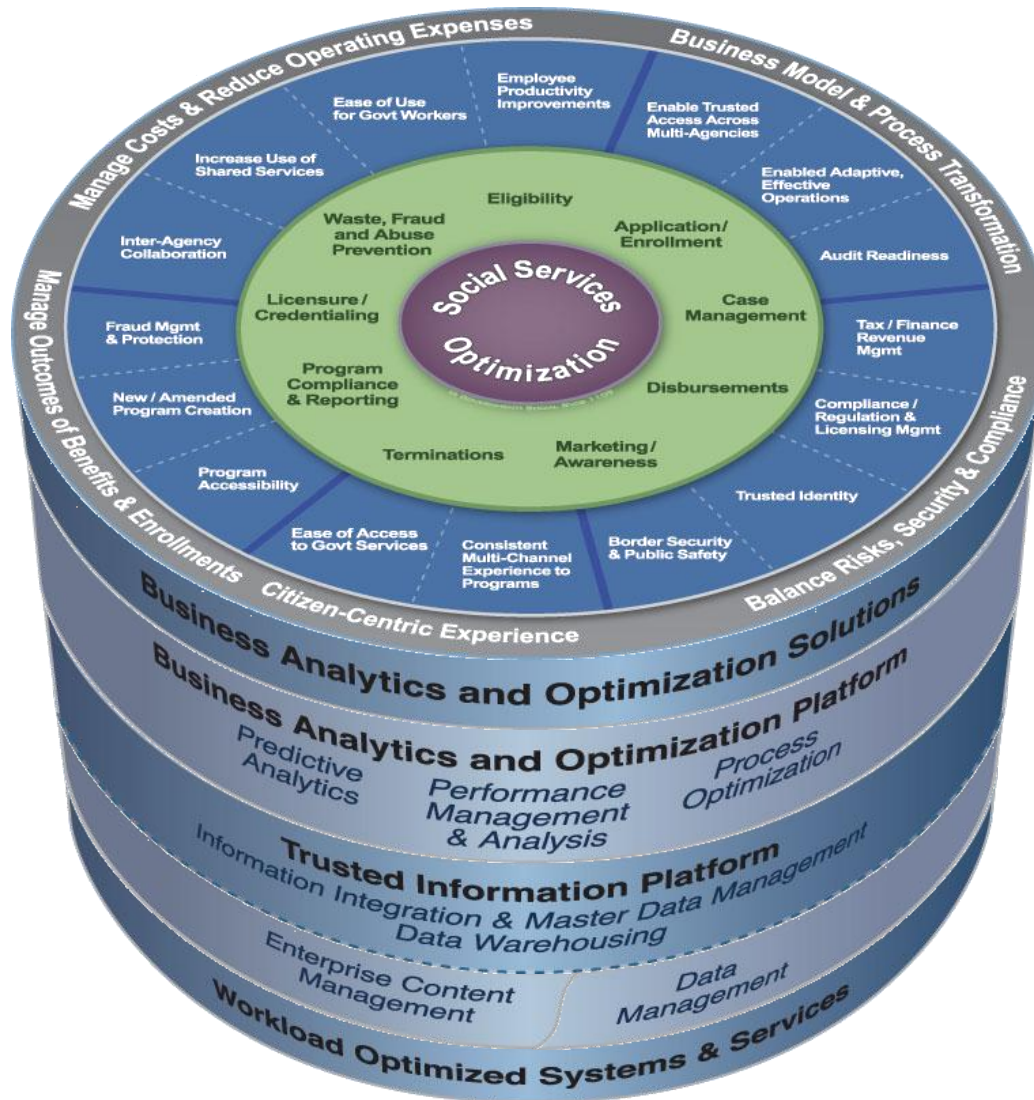 Manage Costs & Reduce Operating Expenses
Business Model & Process Transformation
Balance Risks, Security & Compliance
Citizen-Centric Experience
Manage Outcomes of Benefits & Enrollments
Employee
Productivity
Improvements
Enable Trusted
Access Across
Multi-Agencies
Enabled Adaptive,
Effective
Operations
Audit Readiness
Tax / Finance
Revenue
Mgmt
Compliance /
Regulation &
Licensing Mgmt
Trusted Identity
Border Security
& Public Safety
Consistent
Multi-Channel
Experience to
Programs
Ease of Access
to Govt Services
Program
Accessibility
New / Amended
Program Creation
Fraud Mgmt
& Protection
Inter-Agency
Collaboration
Increase Use of
Shared Services
Ease of Use
for Govt Workers
Eligibility
Application/
Enrollment
Case
Management
Disbursements
Marketing/
Awareness
Terminations
Program
Compliance
& Reporting
Licensure /
Credentialing
Waste, Fraud
and Abuse
Prevention
Social Services
Optimization
Business Analytics and Optimization Solutions
Business Analytics and Optimization Platform
Predictive
Analytics
Performance
Management
& Analysis
Process
Optimization
Trusted Information Platform
Information Integration & Master Data Management
Data Warehousing
Enterprise Content
Management
Data
Management
Workload Optimized Systems & Services